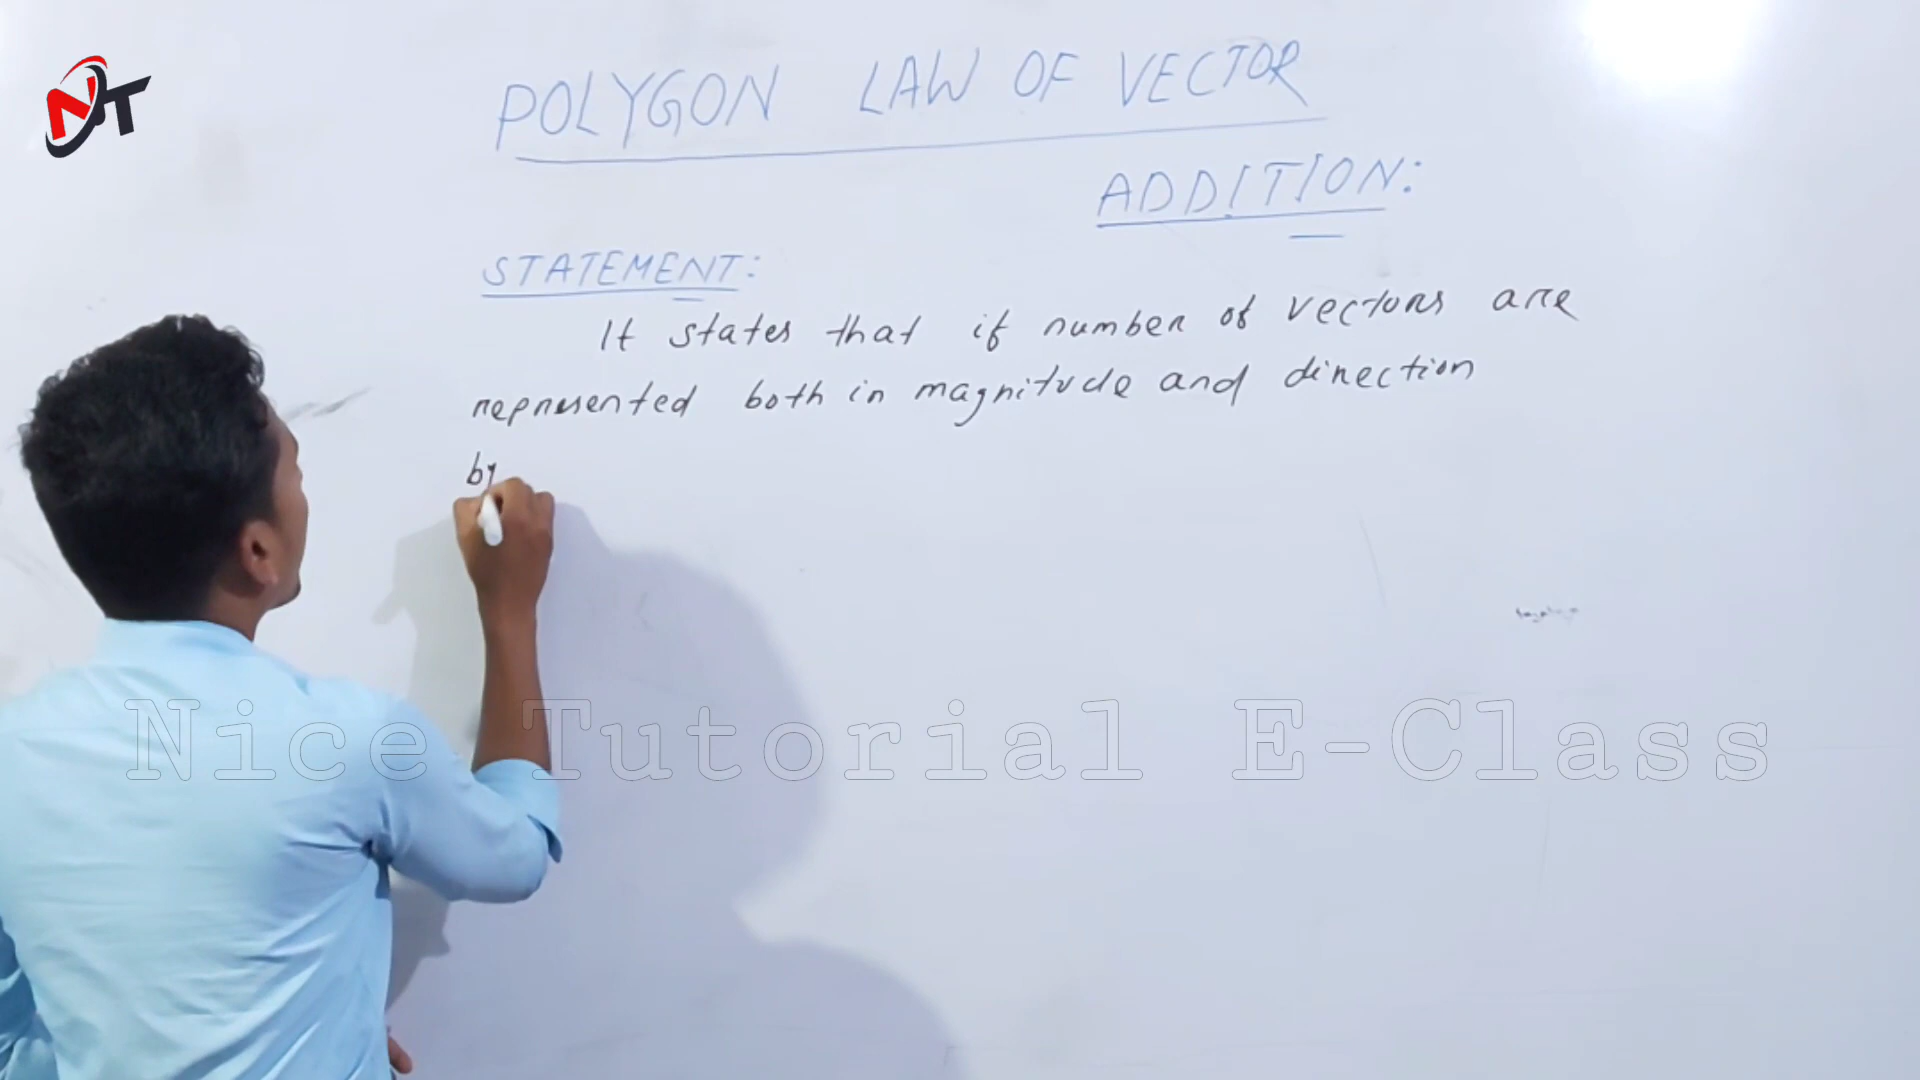 NT
POLYGON LAW OF VECTOR
ADDITION:
STATEMENT:
It states that if number of vectors are
represented both in magnitude and direction
by
Nice Tutorial E-Class